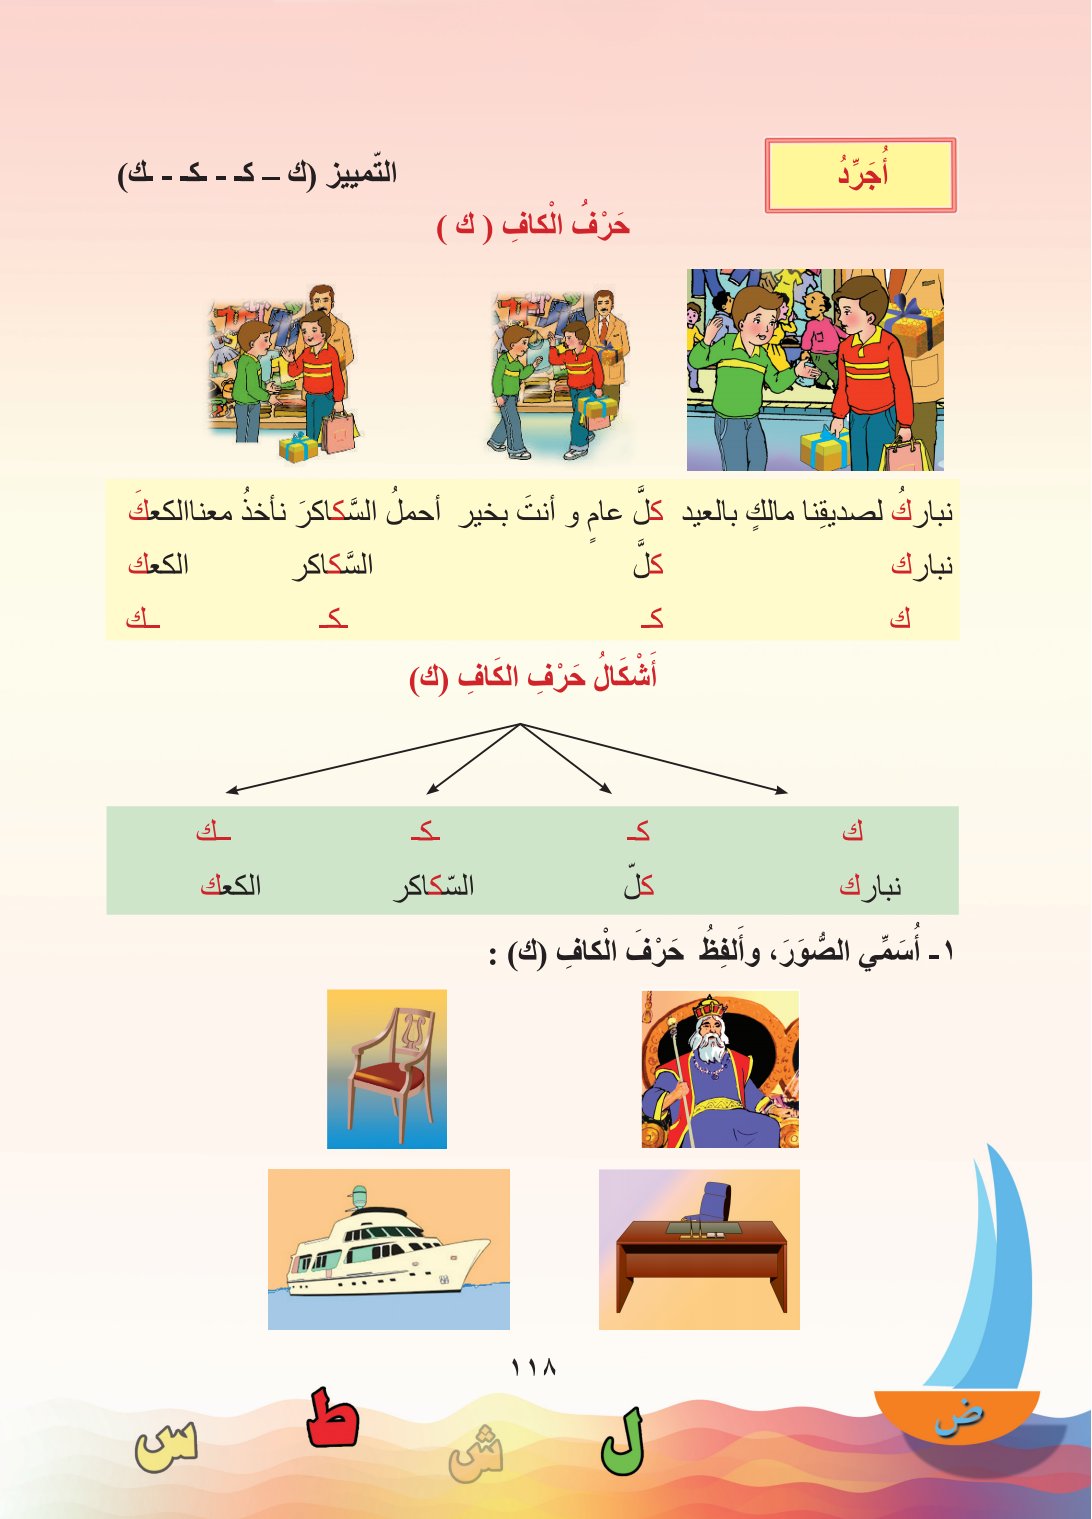 أُجَرِّدُ
التّمييز (ك – كـ - ـكـ - ـك)
حَرْفُ الْكافِ ( ك )
نباركُ لصديقِنا مالكٍ بالعيد كلَّ عامٍ و أنتَ بخير أحملُ السَّكاكرَ نأخذُ معناالكعكَ
نبارك كلَّ السَّكاكر الكعك
ك كـ ـكـ ـك
أَشْكَالُ حَرْفِ الكَافِ (ك)
ك كـ ـكـ ـك
نبارك كلّ السّكاكر الكعك
١- أُسَمِّي الصُّوَرَ، وأَلفِظُ حَرْفَ الْكافِ (ك) :
١١٨
ض ل ش ط س